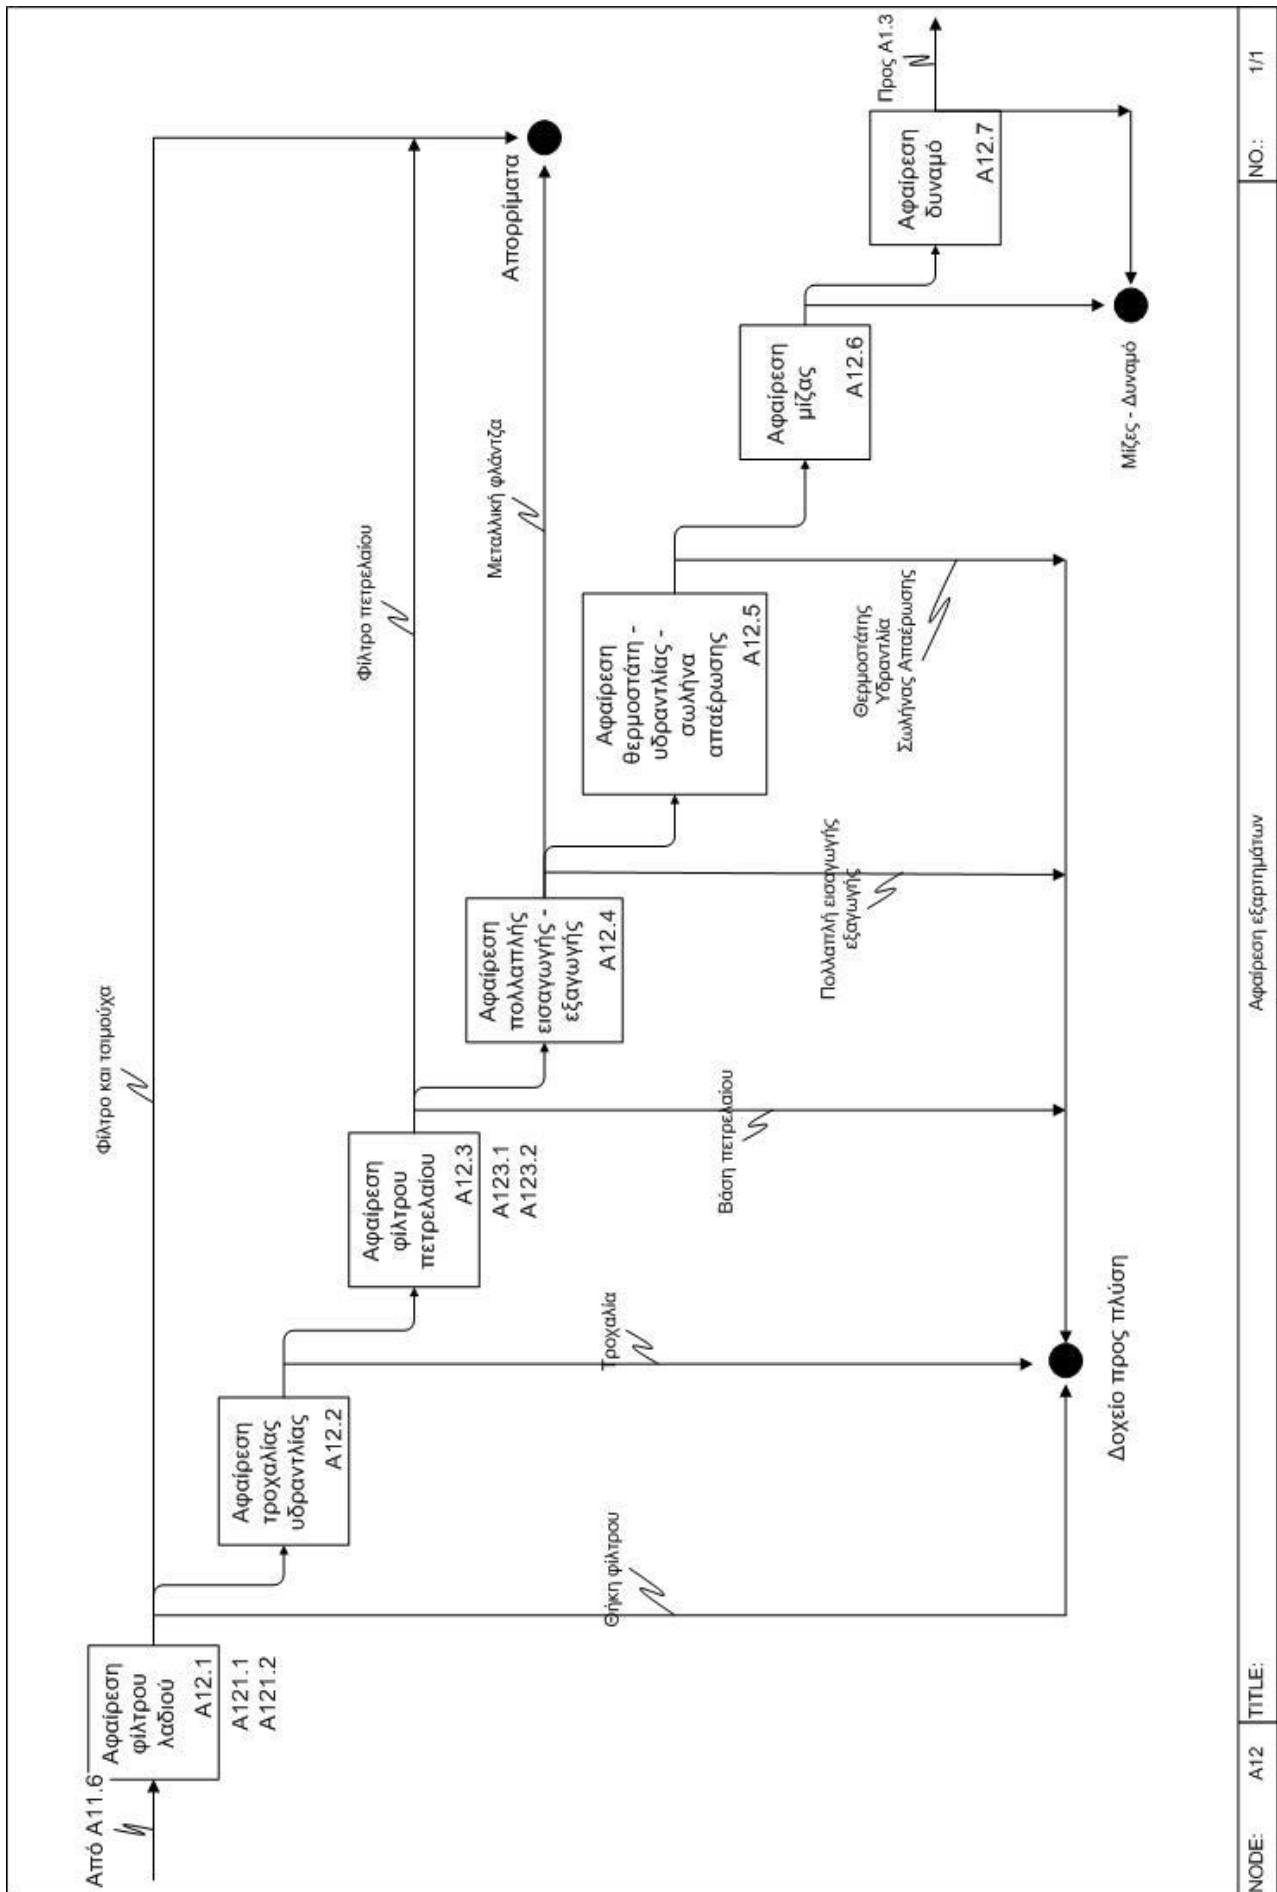 Από A11.6
Αφαίρεση
φίλτρου
λαδιού
A12.1
A121.1
A121.2
Φίλτρο και τσιμούχα
Θήκη φίλτρου
Αφαίρεση
τροχαλίας
υδραντλίας
A12.2
Τροχαλία
Αφαίρεση
φίλτρου
πετρελαίου
A12.3
A123.1
A123.2
Φίλτρο πετρελαίου
Βάση πετρελαίου
Αφαίρεση
πολλαπλής
εισαγωγής -
εξαγωγής
A12.4
Μεταλλική φλάντζα
Πολλαπλή εισαγωγής
εξαγωγής
Αφαίρεση
θερμοστάτη -
υδραντλίας -
σωλήνα
απαέρωσης
A12.5
Θερμοστάτης
Υδραντλία
Σωλήνας Απαέρωσης
Αφαίρεση
μίζας
A12.6
Αφαίρεση
δυναμό
A12.7
Προς A1.3
Απορρίματα
Μίζες - Δυναμό
Δοχείο προς πλύση
NODE: A12
TITLE: Αφαίρεση εξαρτημάτων
NO.: 1/1